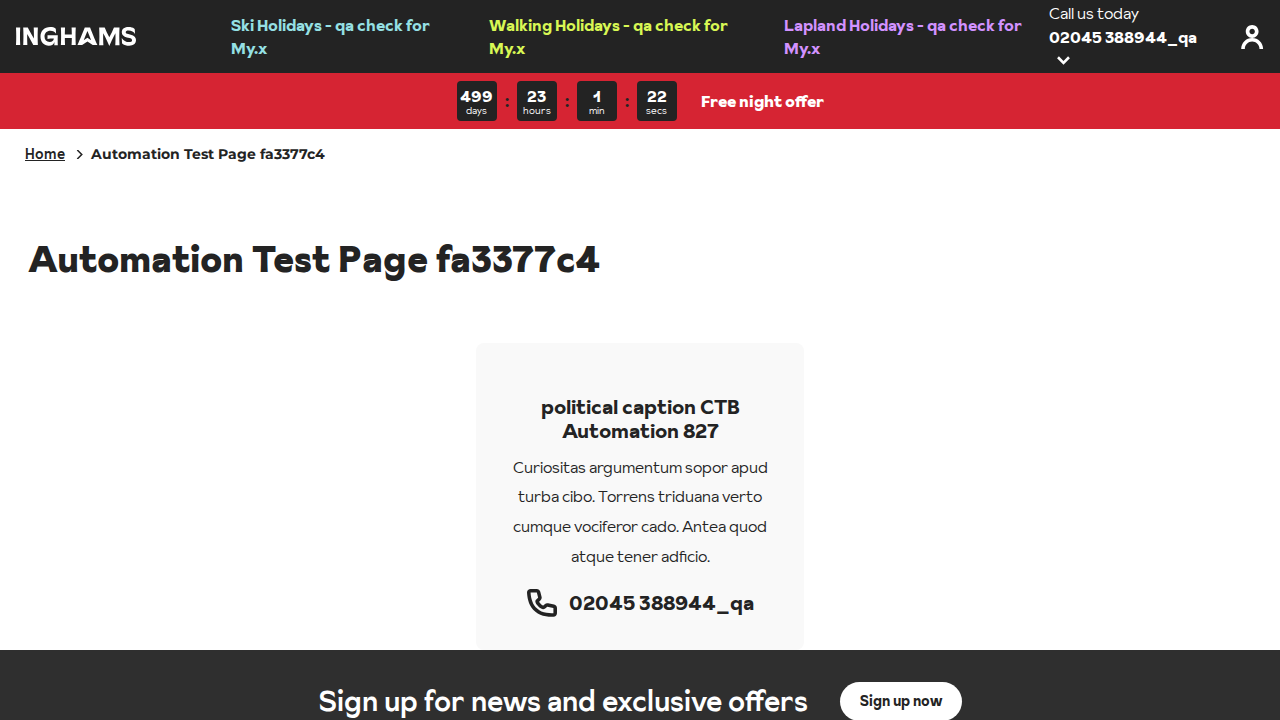 INGHAMS
Ski Holidays - qa check for
My.x
Walking Holidays - qa check for
My.x
Lapland Holidays - qa check for
My.x
Call us today
02045 388944_qa
499 : 23 : 1 : 22
days hours min secs
Free night offer
Home > Automation Test Page fa3377c4
Automation Test Page fa3377c4
political caption CTB
Automation 827
Curiositas argumentum sopor apud
turba cibo. Torrens triduana verto
cumque vociferor cado. Antea quod
atque tener adficio.
02045 388944_qa
Sign up for news and exclusive offers
Sign up now